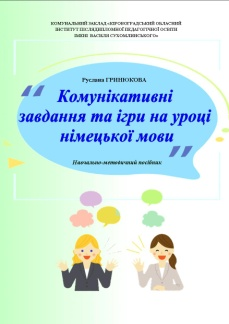 КОМУНАЛЬНИЙ ЗАКЛАД «КІРОВОГРАДСЬКИЙ ОБЛАСНИЙ
ІНСТИТУТ ПІСЛЯДИПЛОМНОЇ ПЕДАГОГІЧНОЇ ОСВІТИ
ІМЕНІ ВАСИЛЯ СУХОМЛИНСЬКОГО»
Руслана ГРИНЮКОВА
Комунікативні
завдання та ігри на уроці
німецької мови
Навчально-методичний посібник